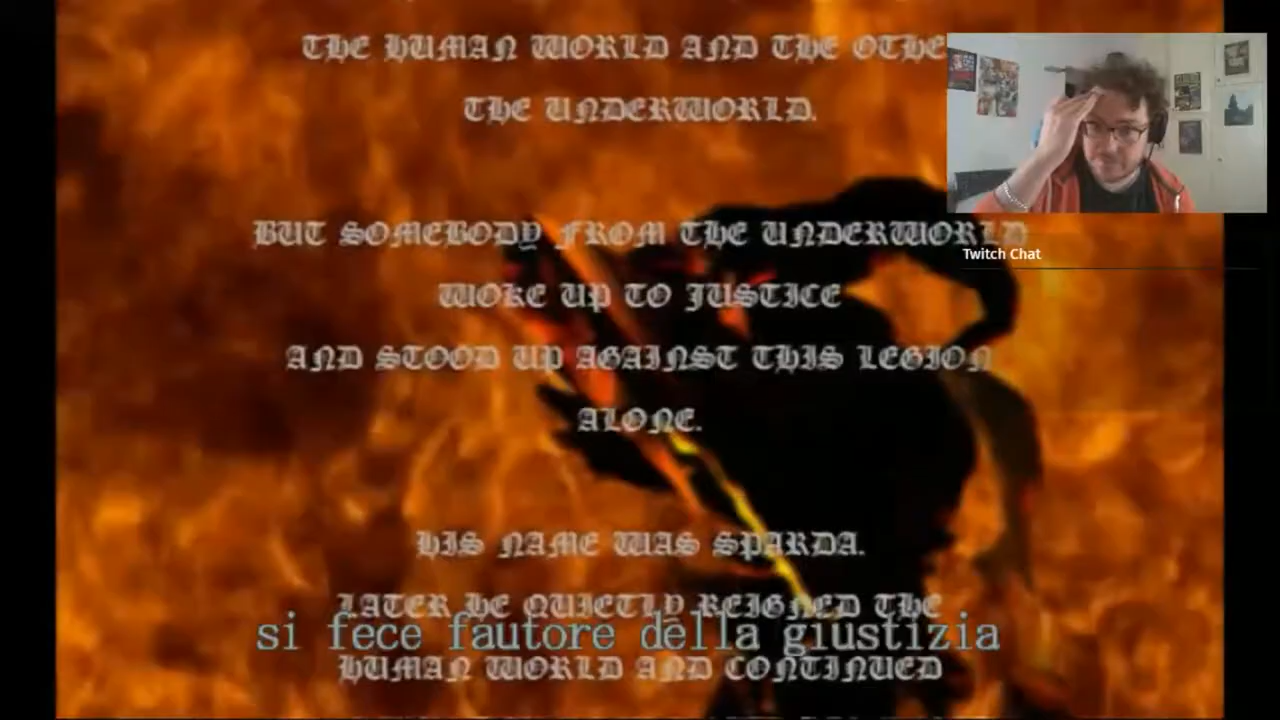 THE HUMAN WORLD AND THE OTHE
THE UNDERWORLD.
Twitch Chat
BUT SOMEBODY FROM THE UNDERWORLD
WOKE UP TO JUSTICE
AND STOOD UP AGAINST THIS LEGION
ALONE.
HIS NAME WAS SPARDA.
LATER HE QUIETLY REIGNED THE
si fece fautore della giustizia
HUMAN WORLD AND CONTINUED